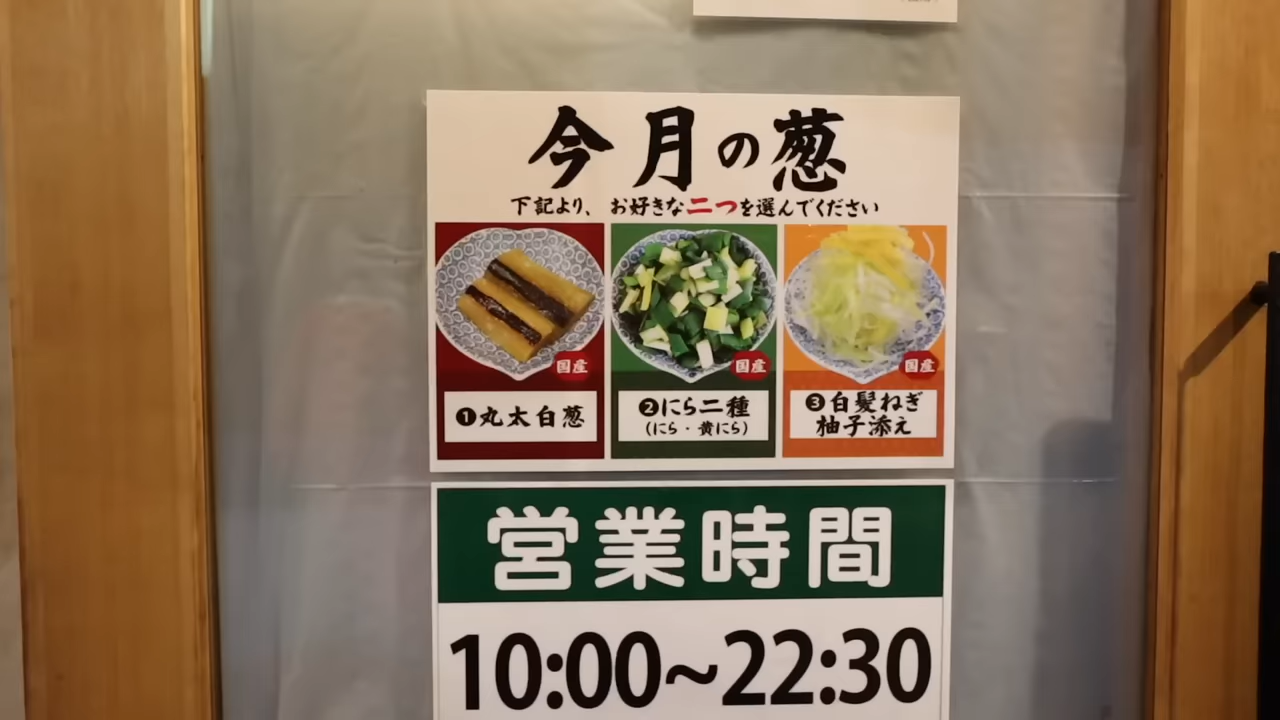 今月の葱
下記より、お好きな二つを選んでください
国産
国産
国産
❶丸太白葱
❷にら二種
(にら・黄にら)
❸白髪ねぎ
柚子添え
営業時間
10:00~22:30